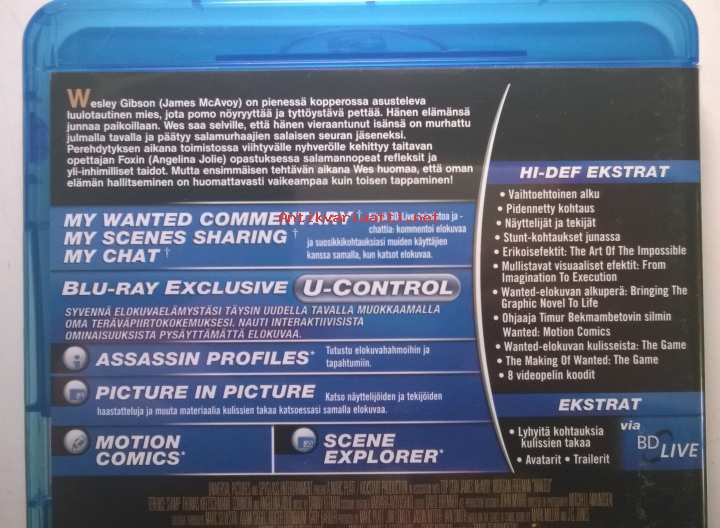 Wesley Gibson (James McAvoy) on pienessä kopperossa asusteleva
luulotautinen mies, jota pomo nöyryyttää ja tyttöystävä pettää. Hänen elämänsä
junnaa paikoillaan. Wes saa selville, että hänen vieraantunut isänsä on murhattu
julmalla tavalla ja päätyy salamurhaajien salaisen seuran jäseneksi.
Perehdytyksen aikana toimistossa viihtyvälle nyhverölle kehittyy taitavan
opettajan Foxin (Angelina Jolie) opastuksessa salamannopeat refleksit ja
yli-inhimilliset taidot. Mutta ensimmäisen tehtävän aikana Wes huomaa, että oman
elämän hallitseminen on huomattavasti vaikeampaa kuin toisen tappaminen!
MY WANTED
MY SCENES SHARING †
MY CHAT †
chattia: kommentoi elokuvaa
ja suosikkikohtauksiasi muiden käyttäjien
kanssa samalla, kun katsot elokuvaa.
BLU-RAY EXCLUSIVE U-CONTROL
SYVENNÄ ELOKUVAELÄMYSTÄSI TÄYSIN UUDELLA TAVALLA MUOKKAAMALLA
OMA TERÄVÄPIIRTOKOKEMUKSESI. NAUTI INTERAKTIIVISISTA
OMINAISUUKSISTA PYSÄYTTÄMÄTTÄ ELOKUVAA.
ASSASSIN PROFILES* Tutustu elokuvahahmoihin ja
tapahtumiin.
PICTURE IN PICTURE Katso näyttelijöiden ja tekijöiden
haastatteluja ja muuta materiaalia kulissien takaa katsoessasi samalla elokuvaa.
MOTION
COMICS*
SCENE
EXPLORER*
HI-DEF EKSTRAT
• Vaihtoehtoinen alku
• Pidennetty kohtaus
• Näyttelijät ja tekijät
• Stunt-kohtaukset junassa
• Erikoisefektit: The Art Of The Impossible
• Mullistavat visuaaliset efektit: From
Imagination To Execution
• Wanted-elokuvan alkuperä: Bringing The
Graphic Novel To Life
• Ohjaaja Timur Bekmambetovin silmin
Wanted: Motion Comics
• Wanted-elokuvan kulisseista: The Game
• The Making Of Wanted: The Game
• 8 videopelin koodit
EKSTRAT
• Lyhyitä kohtauksia
kulissien takaa
• Avatarit • Trailerit
via
BD LIVE